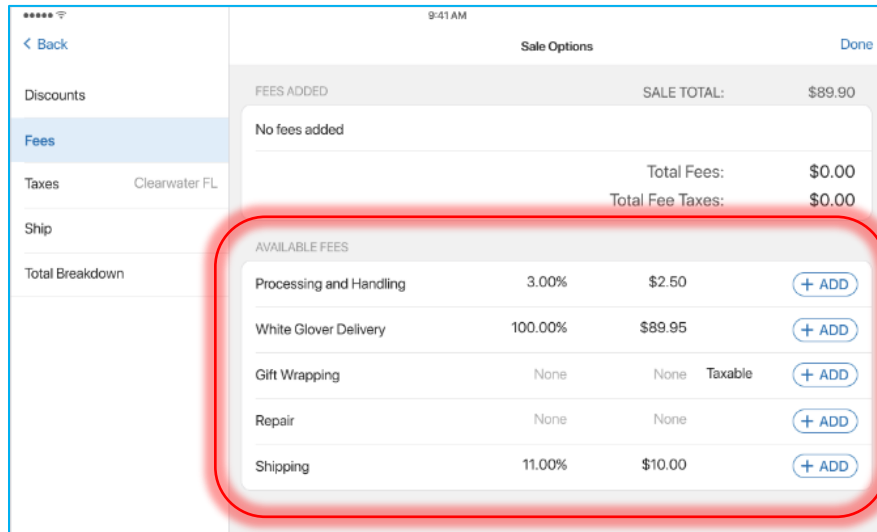 9:41 AM
Back
Sale Options
Done
Discounts
Fees
Taxes Clearwater FL
Ship
Total Breakdown
FEES ADDED SALE TOTAL: $89.90
No fees added
Total Fees: $0.00
Total Fee Taxes: $0.00
AVAILABLE FEES
Processing and Handling 3.00% $2.50 + ADD
White Glover Delivery 100.00% $89.95 + ADD
Gift Wrapping None None Taxable + ADD
Repair None None + ADD
Shipping 11.00% $10.00 + ADD